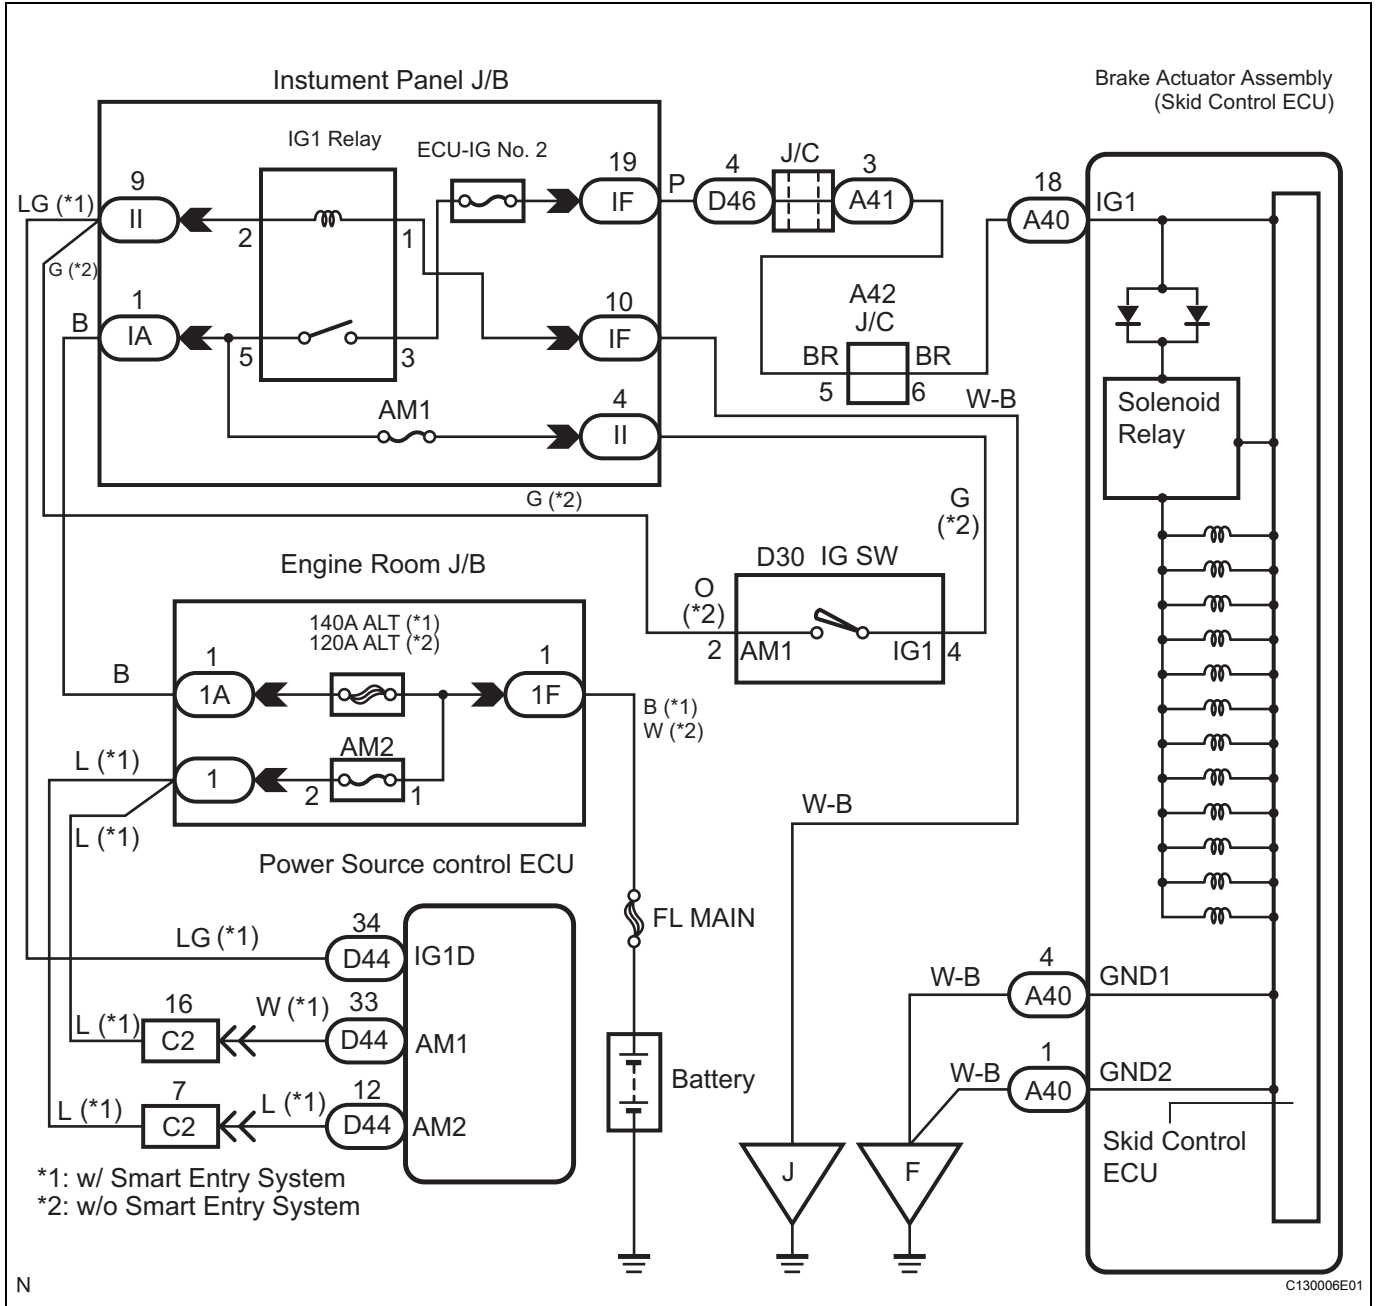 Instument Panel J/B
Brake Actuator Assembly
(Skid Control ECU)
IG1 Relay
ECU-IG No. 2
9
II
LG (*1)
G (*2)
2
1
19
IF
P
4
D46
J/C
3
A41
18
A40
IG1
1
IA
B
5
3
10
IF
A42
J/C
BR
5
BR
6
W-B
AM1
4
II
Solenoid
Relay
G (*2)
G
(*2)
Engine Room J/B
D30 IG SW
O
(*2)
2
AM1
IG1
4
140A ALT (*1)
120A ALT (*2)
B
1
1A
1
1F
B (*1)
W (*2)
L (*1)
1
AM2
2
1
L (*1)
W-B
Power Source control ECU
FL MAIN
LG (*1)
34
D44
IG1D
L (*1)
16
C2
W (*1)
33
D44
AM1
L (*1)
7
C2
L (*1)
12
D44
AM2
Battery
W-B
4
A40
GND1
W-B
1
A40
GND2
J
F
Skid Control
ECU
*1: w/ Smart Entry System
*2: w/o Smart Entry System
N
C130006E01